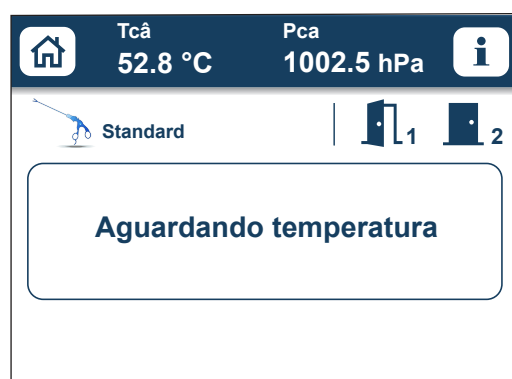 Tcâ
Pca
52.8 °C
1002.5 hPa
i
Standard
1
2
Aguardando temperatura